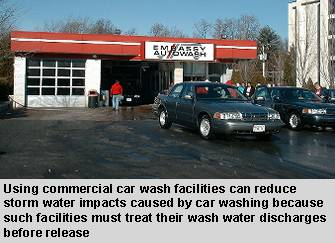 EMBASSY
AUTOWASH
Using commercial car wash facilities can reduce
storm water impacts caused by car washing because
such facilities must treat their wash water discharges
before release